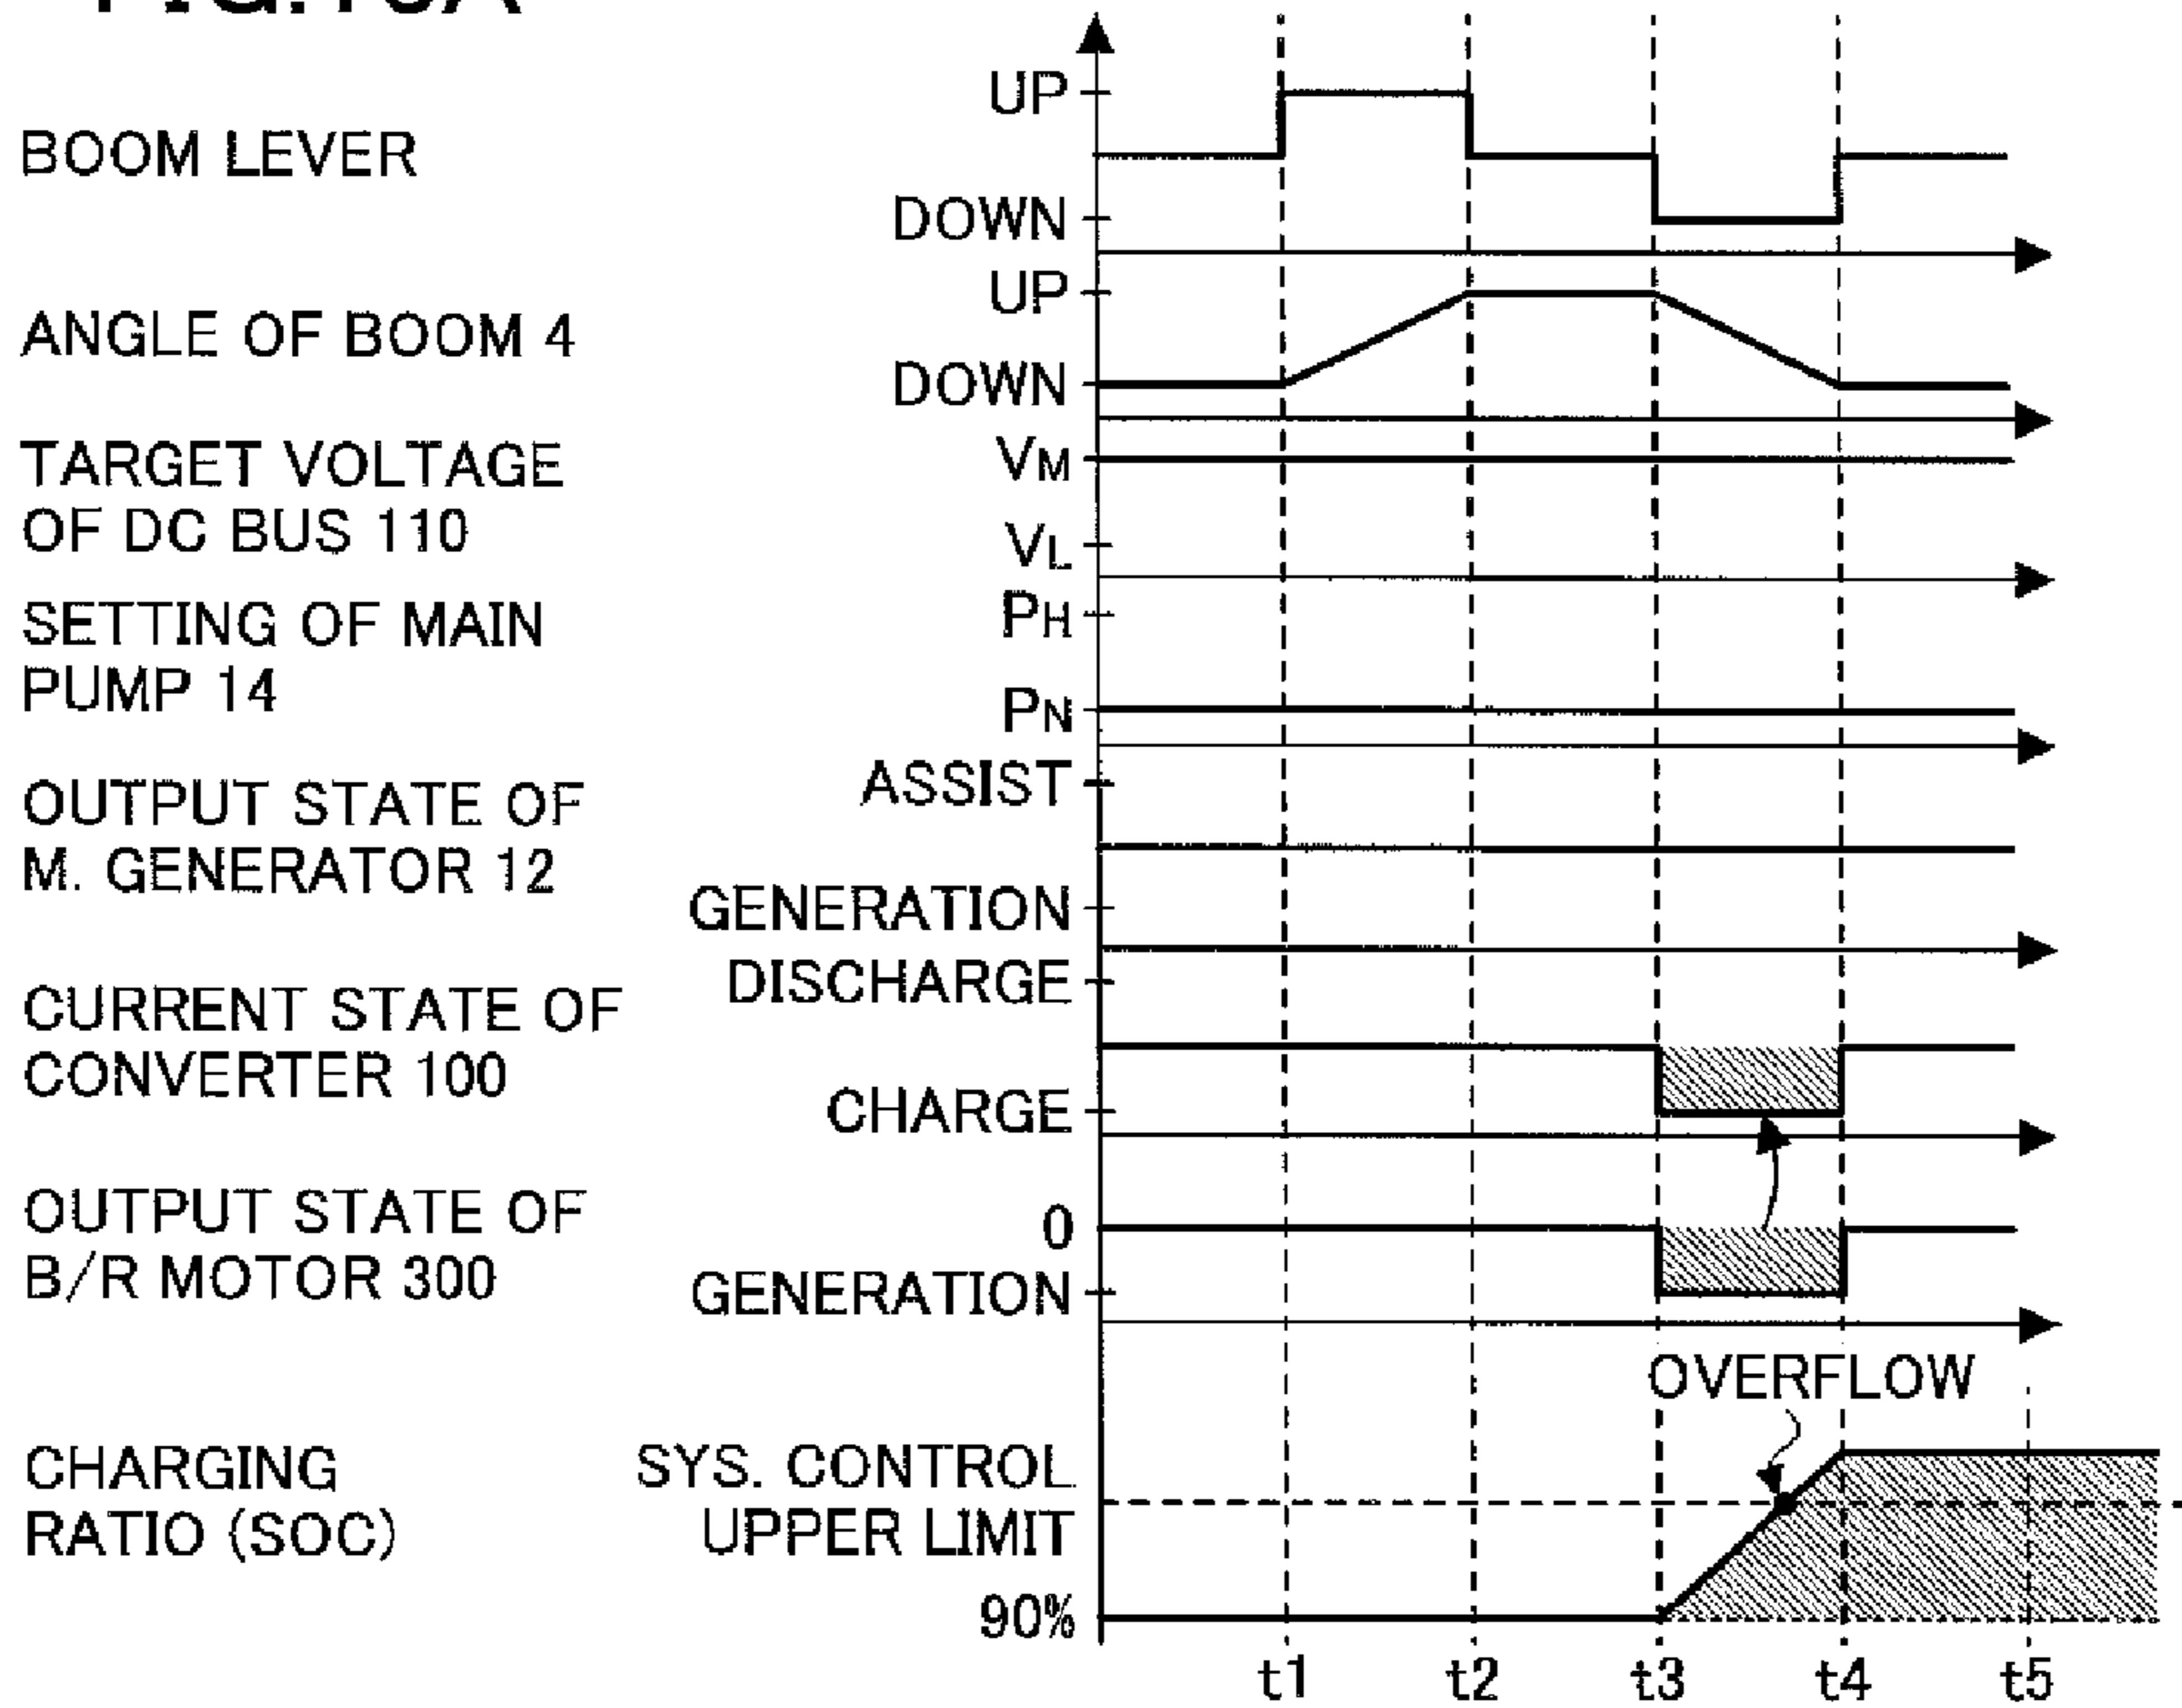 BOOM LEVER
UP
DOWN
ANGLE OF BOOM 4
UP
DOWN
TARGET VOLTAGE
OF DC BUS 110
VM
VL
SETTING OF MAIN
PUMP 14
PH
PN
OUTPUT STATE OF
M. GENERATOR 12
ASSIST
GENERATION
CURRENT STATE OF
CONVERTER 100
DISCHARGE
CHARGE
OUTPUT STATE OF
B/R MOTOR 300
0
GENERATION
OVERFLOW
CHARGING
RATIO (SOC)
SYS. CONTROL
UPPER LIMIT
90%
t1 t2 t3 t4 t5